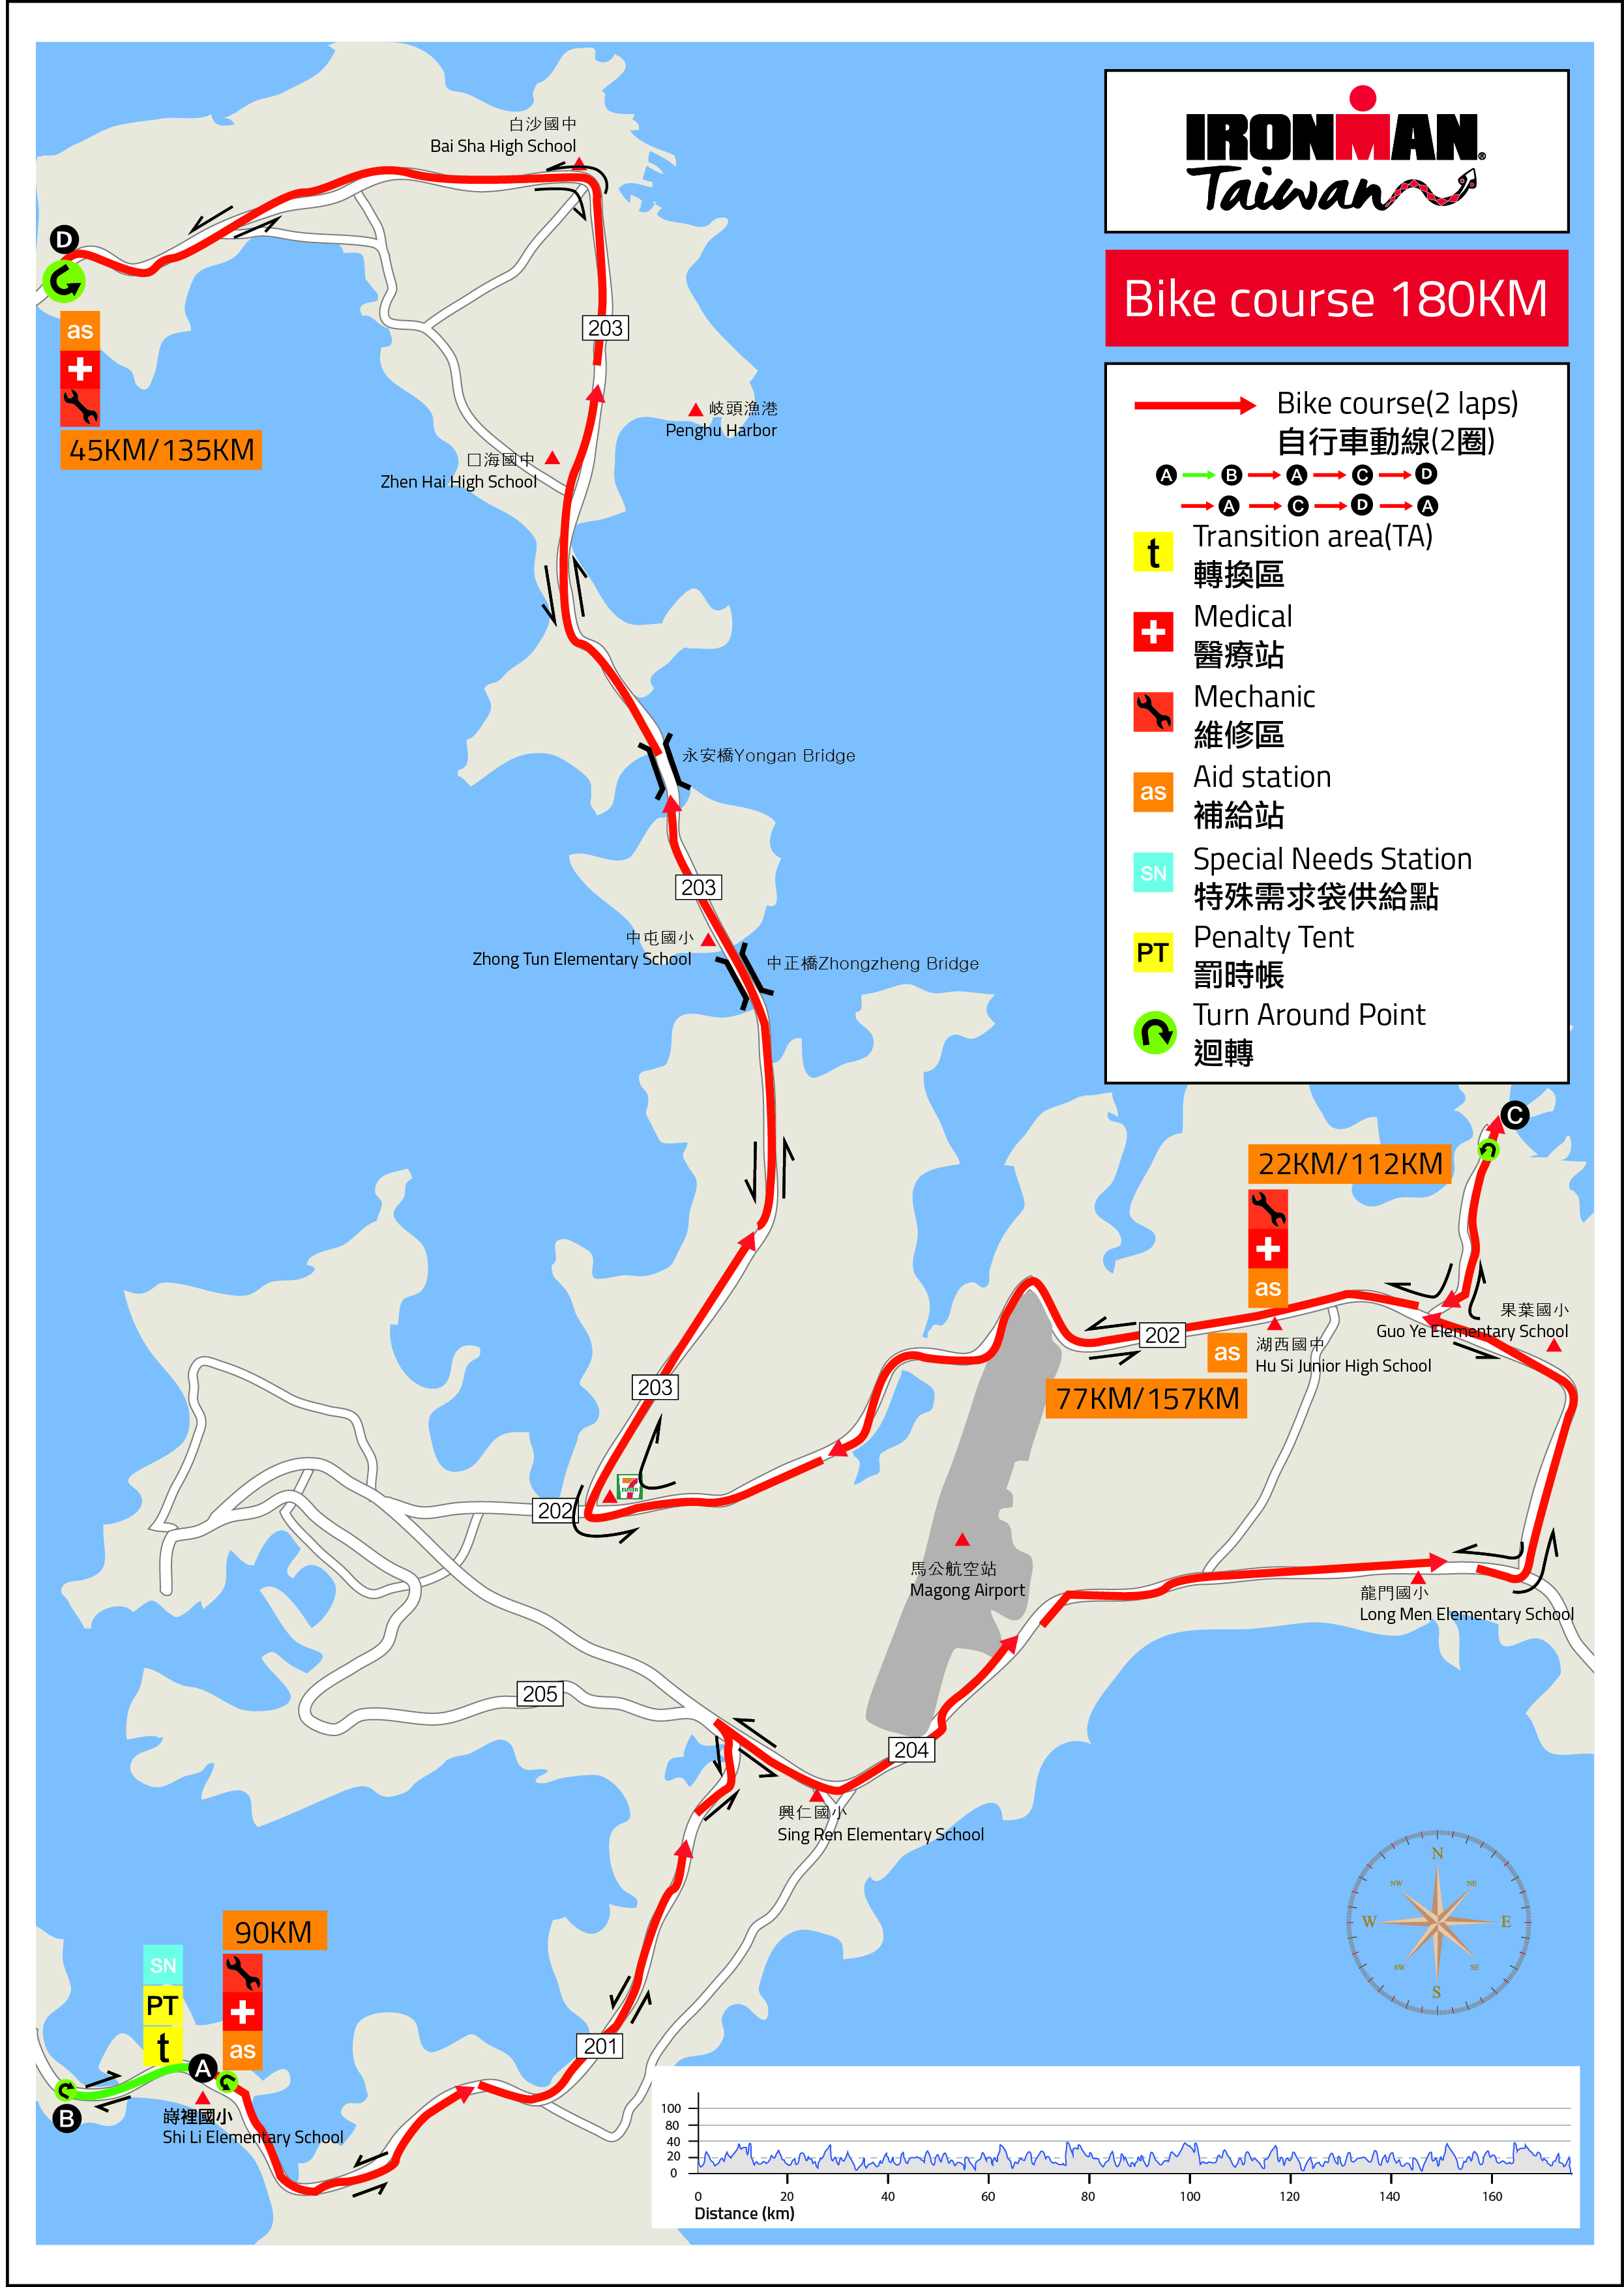 IRONMAN®
Taiwan
Bike course 180KM
Bike course(2 laps)
自行車動線(2圈)
A B A C D
A C D A
t Transition area(TA)
轉換區
Medical
醫療站
Mechanic
維修區
as Aid station
補給站
SN Special Needs Station
特殊需求袋供給點
PT Penalty Tent
罰時帳
Turn Around Point
迴轉
白沙國中
Bai Sha High School
D
as
45KM/135KM
203
岐頭漁港
Penghu Harbor
口海國中
Zhen Hai High School
永安橋Yongan Bridge
203
中屯國小
Zhong Tun Elementary School
中正橋Zhongzheng Bridge
C
22KM/112KM
as
果葉國小
Guo Ye Elementary School
202
as
湖西國中
Hu Si Junior High School
77KM/157KM
203
7
ELEVEN
202
馬公航空站
Magong Airport
龍門國小
Long Men Elementary School
205
204
興仁國小
Sing Ren Elementary School
N
NW NE
W E
SW SE
S
90KM
SN
PT
t
as
A
B
嵵裡國小
Shi Li Elementary School
201
100
80
40
20
0
0 20 40 60 80 100 120 140 160
Distance (km)